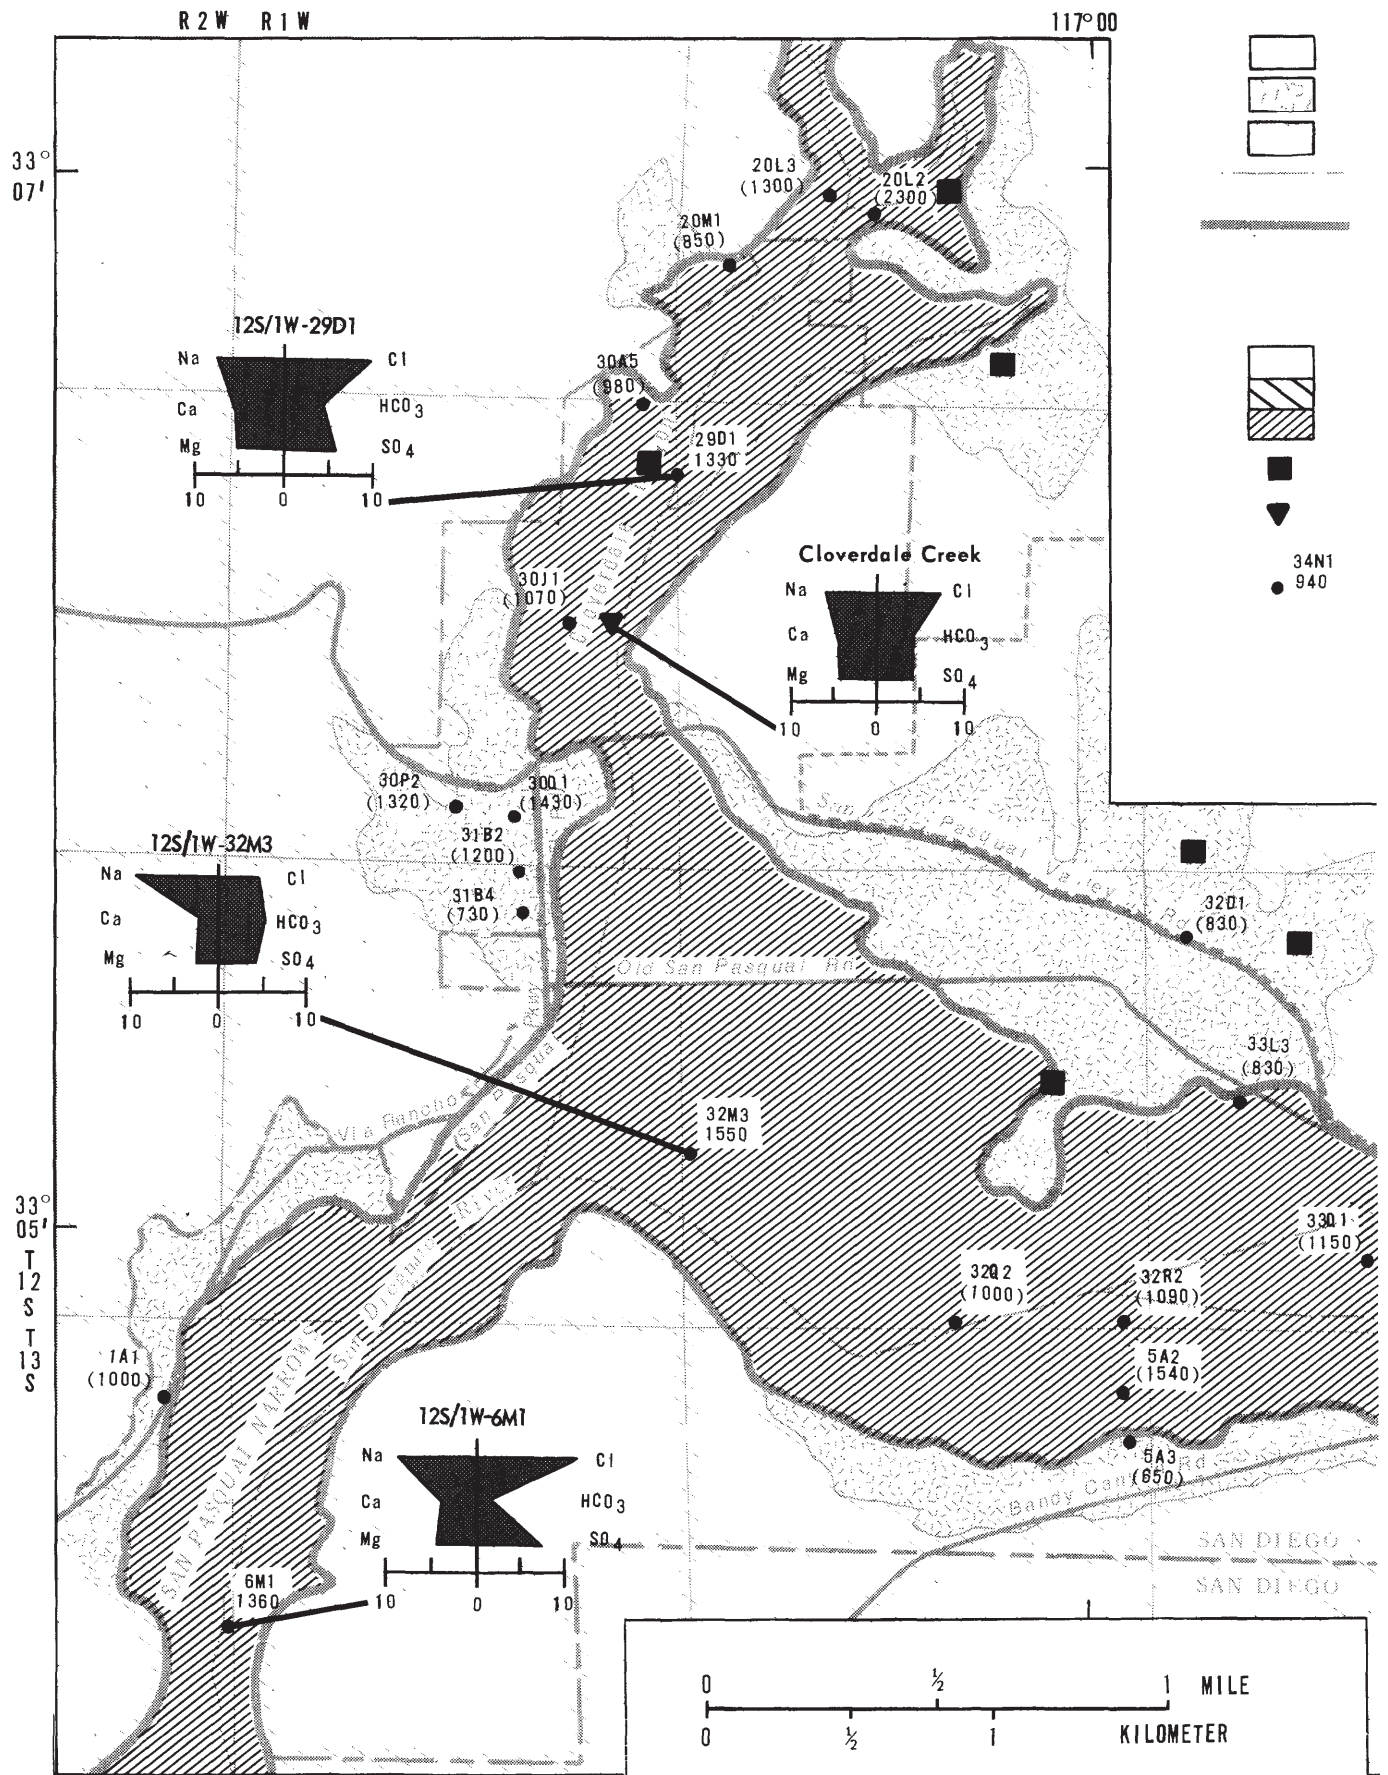 R2W R1W
117°00
33°
07'
20L3
(1300)
20L2
(2300)
20M1
(850)
12S/1W-29D1
Na
Cl
Ca
HCO3
Mg
SO4
10 0 10
30A5
(980)
29D1
1330
34N1
940
Cloverdale
Cloverdale Creek
Na
Cl
Ca
HCO3
Mg
SO4
10 0 10
30J1
(1070)
30P2
(1320)
30Q1
(1430)
31B2
(1200)
31B4
(730)
San Pasqual Valley Rd
12S/1W-32M3
Na
Cl
Ca
HCO3
Mg
SO4
10 0 10
32D1
(830)
Old San Pasqual Rd
33L3
(830)
Via Rancho
(San Pasqual
32M3
1550
33°
05'
T
12
S
T
13
S
River
Santa Ysabel
33Q1
(1150)
32Q2
(1000)
32R2
(1090)
1A1
(1000)
5A2
(1540)
SAN PASQUAL NARROWS
12S/1W-6M1
Na
Cl
Ca
HCO3
Mg
SO4
10 0 10
5A3
(650)
Bandy Canyon Rd
SAN DIEGO
SAN DIEGO
6M1
1360
0 ½ 1 MILE
0 ½ 1 KILOMETER